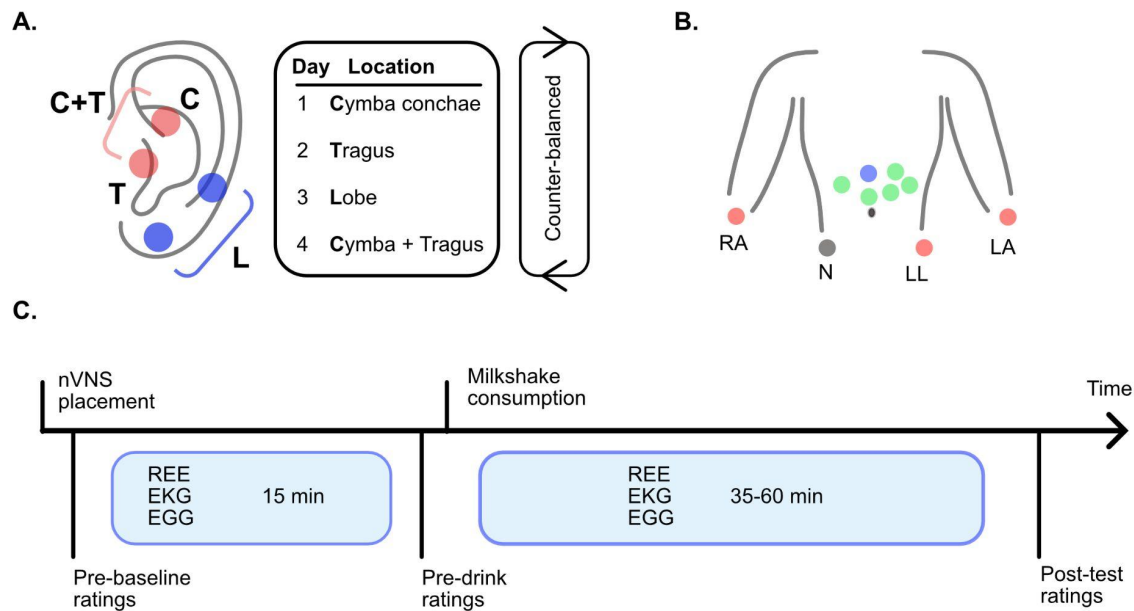 A.
C+T
C
T
L
Day Location
1 Cymba conchae
2 Tragus
3 Lobe
4 Cymba + Tragus
Counter-balanced
B.
RA
N
LL
LA
C.
nVNS
placement
Milkshake
consumption
Time
REE
EKG
EGG
15 min
REE
EKG
EGG
35-60 min
Pre-baseline
ratings
Pre-drink
ratings
Post-test
ratings